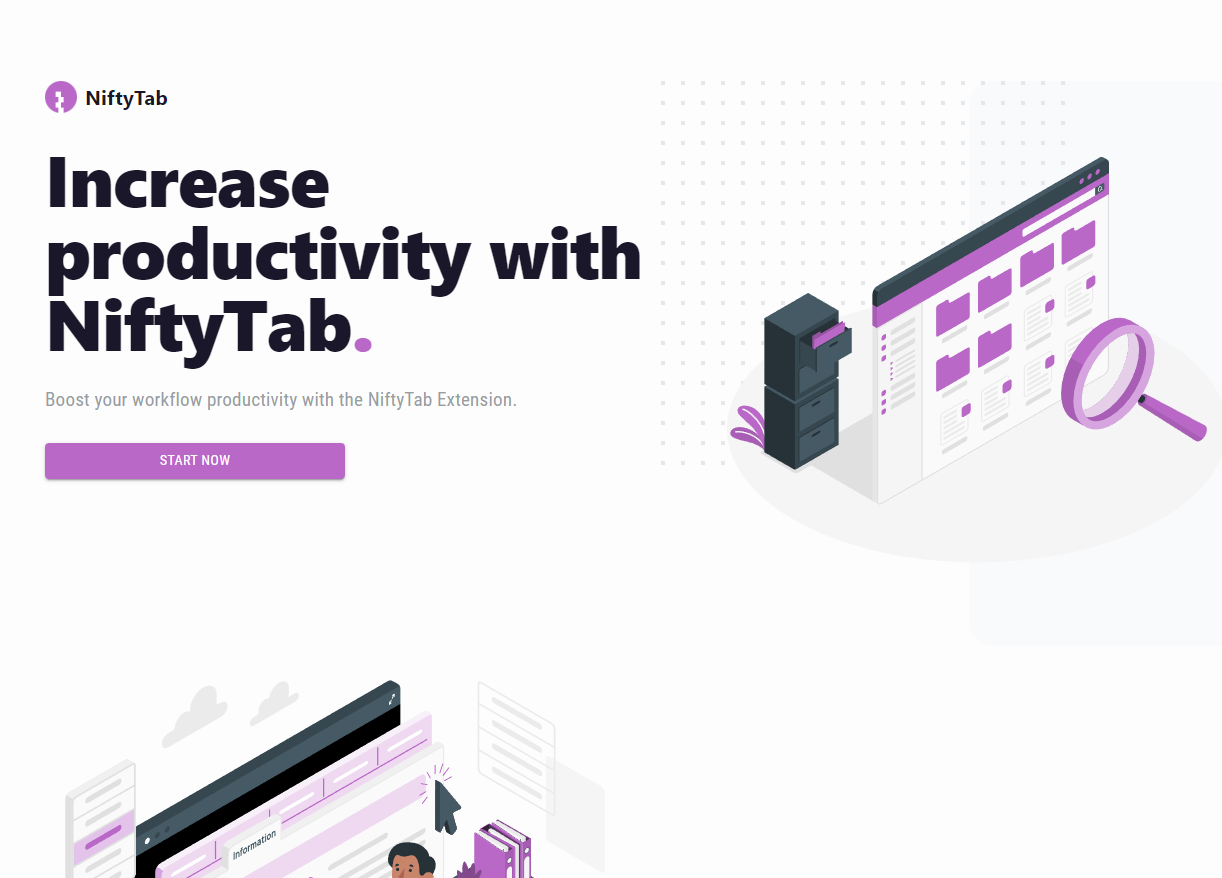 NiftyTab
Increase
productivity with
NiftyTab.
Boost your workflow productivity with the NiftyTab Extension.
START NOW
Information